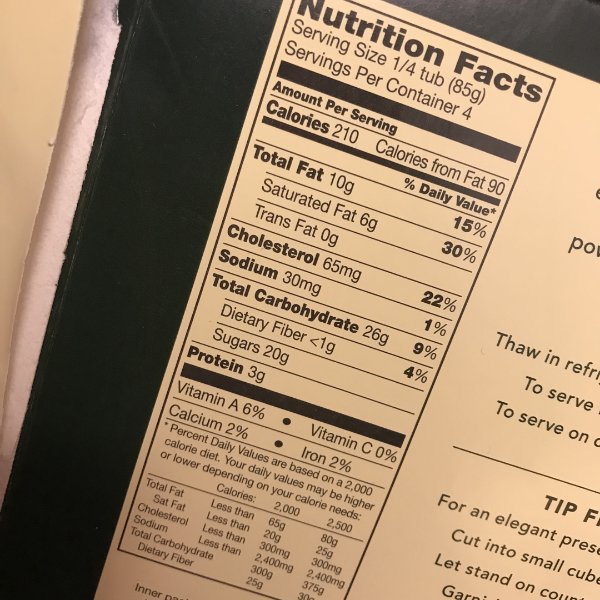 Nutrition Facts
Serving Size 1/4 tub (85g)
Servings Per Container 4
Amount Per Serving
Calories 210 Calories from Fat 90
% Daily Value*
Total Fat 10g 15%
Saturated Fat 6g 30%
Trans Fat 0g
Cholesterol 65mg 22%
Sodium 30mg 1%
Total Carbohydrate 26g 9%
Dietary Fiber <1g 4%
Sugars 20g
Protein 3g
Vitamin A 6% • Vitamin C 0%
Calcium 2% • Iron 2%
* Percent Daily Values are based on a 2,000
calorie diet. Your daily values may be higher
or lower depending on your calorie needs:
Calories: 2,000 2,500
Total Fat Less than 65g 80g
Sat Fat Less than 20g 25g
Cholesterol Less than 300mg 300mg
Sodium Less than 2,400mg 2,400mg
Total Carbohydrate 300g 375g
Dietary Fiber 25g
Inner
Thaw in
To serve
To serve on
TIP
For an elegant
Cut into small
Let stand on